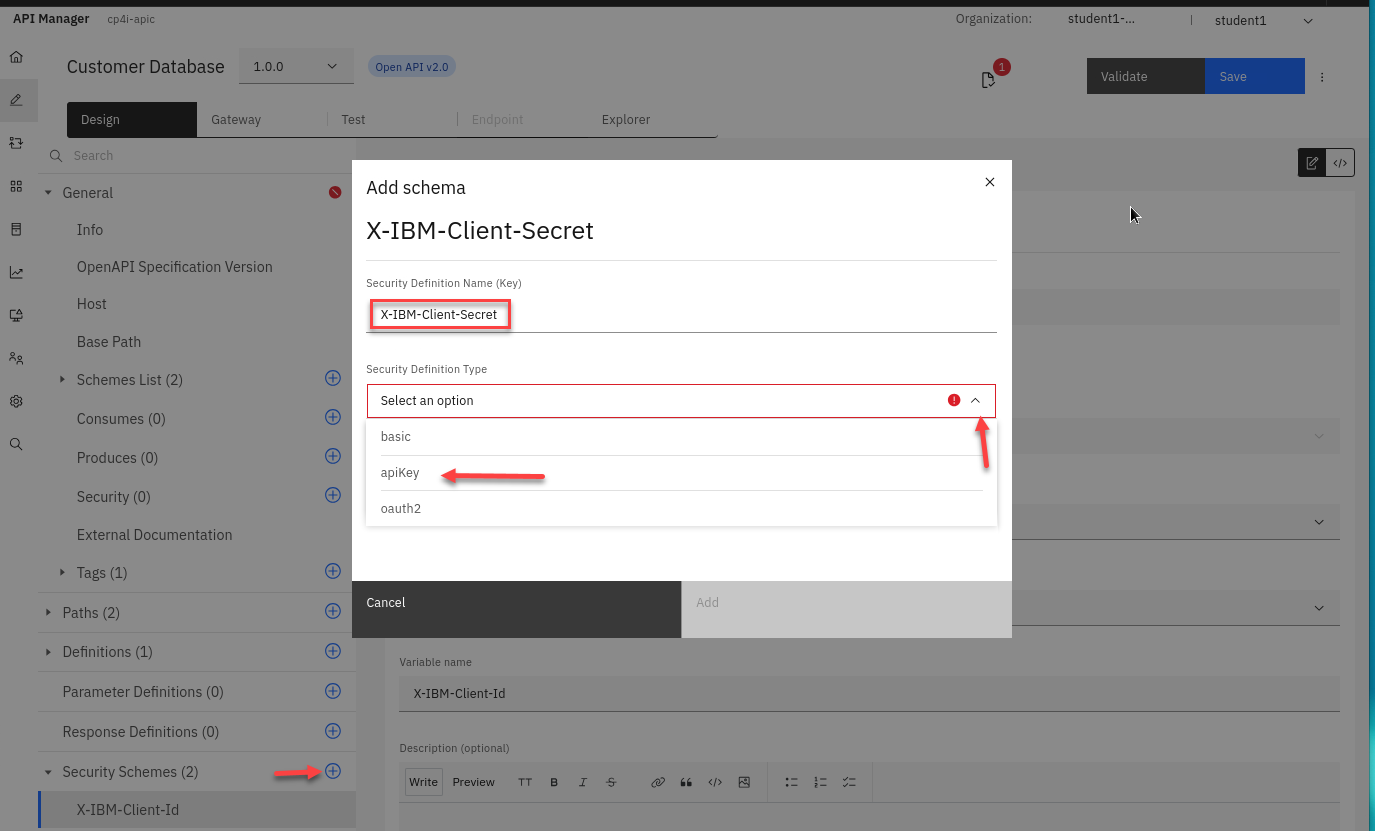 API Manager cp4i-apic Organization: student1-... | student1
Customer Database 1.0.0 Open API v2.0 1 Validate Save
Design Gateway Test Endpoint Explorer
Search
General
Info
OpenAPI Specification Version
Host
Base Path
Schemes List (2)
Consumes (0)
Produces (0)
Security (0)
External Documentation
Tags (1)
Paths (2)
Definitions (1)
Parameter Definitions (0)
Response Definitions (0)
Security Schemes (2)
X-IBM-Client-Id
Add schema
X-IBM-Client-Secret
Security Definition Name (Key)
X-IBM-Client-Secret
Security Definition Type
Select an option
basic
apiKey
oauth2
Cancel Add
Variable name
X-IBM-Client-Id
Description (optional)
Write Preview TT B I S